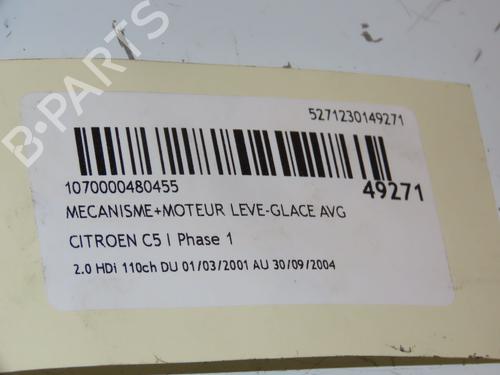 B-PARTS
5271230149271
1070000480455
49271
MECANISME+MOTEUR LEVE-GLACE AVG
CITROEN C5 I Phase 1
2.0 HDi 110ch DU 01/03/2001 AU 30/09/2004